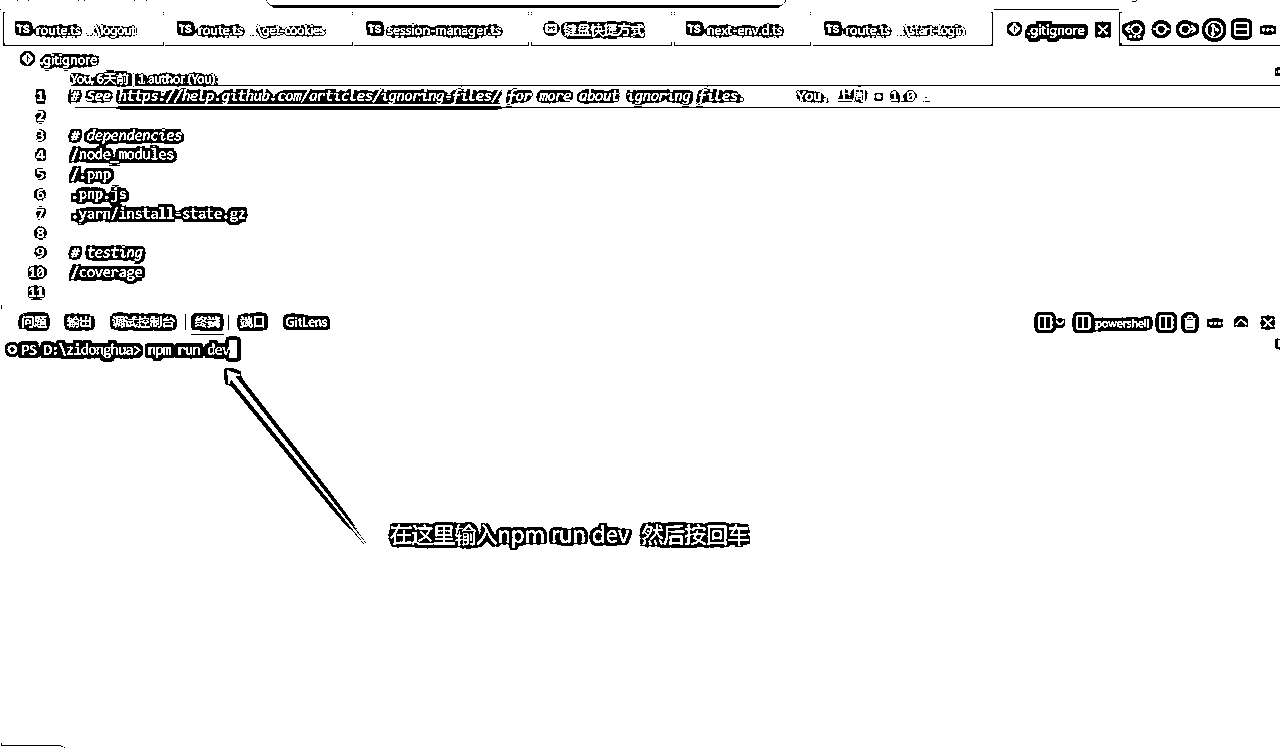 TS route.ts ...\logout TS route.ts ...\get-cookies TS session-manager.ts 键盘快捷方式 TS next-env.d.ts TS route.ts ...\start-login .gitignore
.gitignore
You, 6天前 | 1 author (You)
1 # See https://help.github.com/articles/ignoring-files/ for more about ignoring files. You, 上周 • 1.0 .
2
3 # dependencies
4 /node_modules
5 /.pnp
6 .pnp.js
7 .yarn/install-state.gz
8
9 # testing
10 /coverage
11
问题 输出 调试控制台 终端 端口 GitLens powershell
PS D:\zidonghua> npm run dev
在这里输入npm run dev 然后按回车